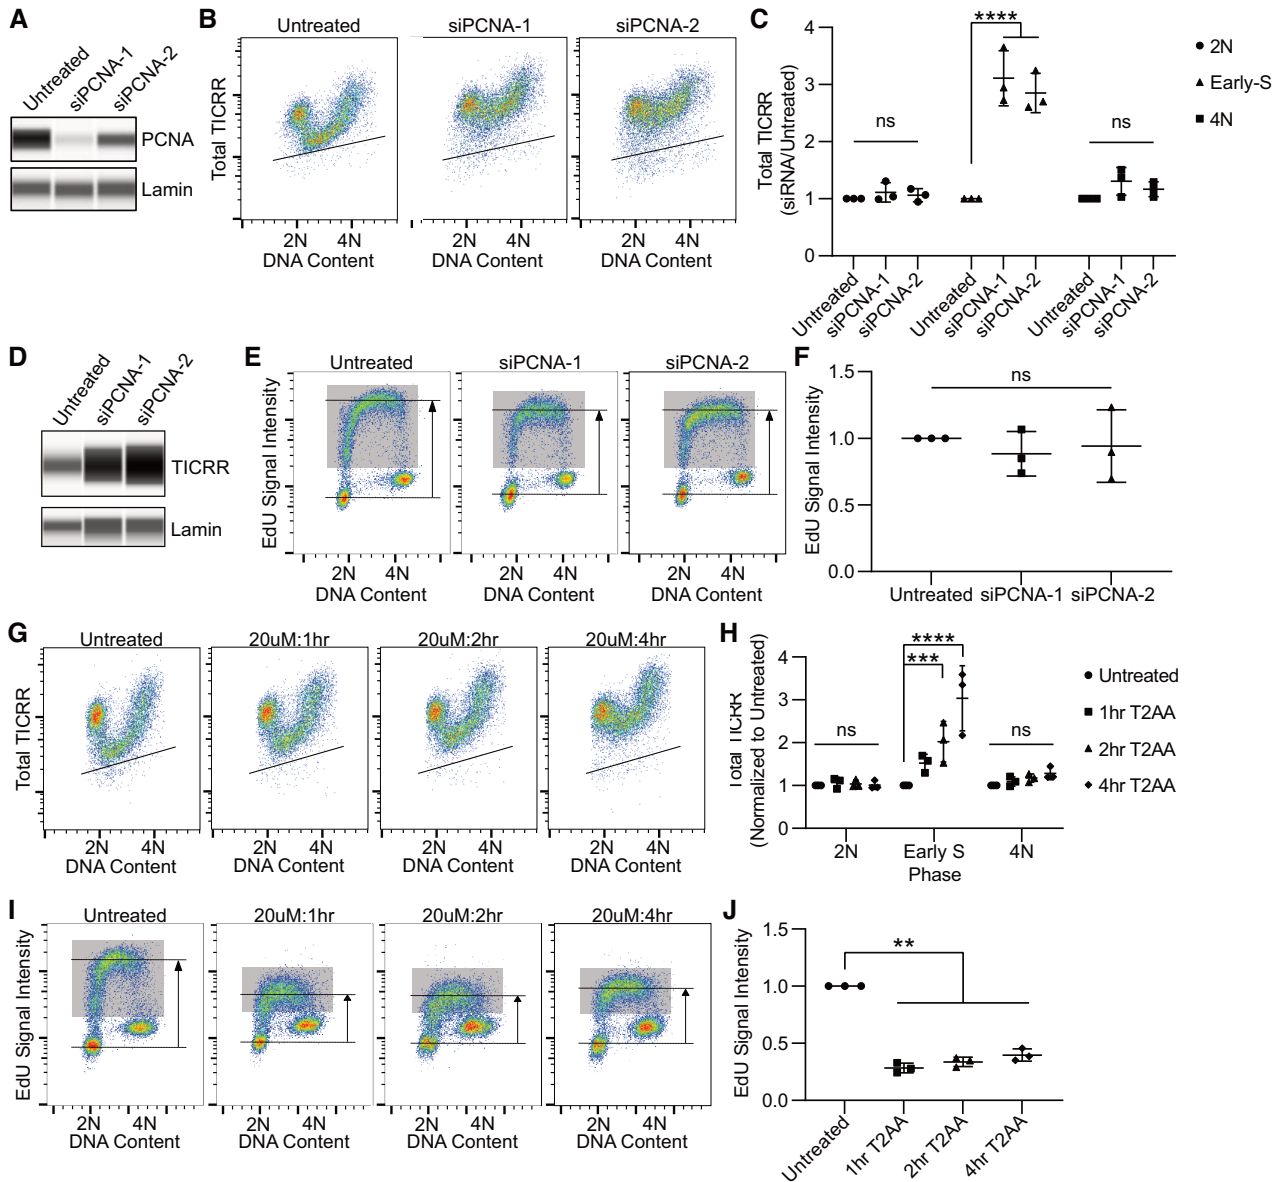 A
Untreated
siPCNA-1
siPCNA-2
PCNA
Lamin
B
Untreated
siPCNA-1
siPCNA-2
Total TICRR
2N 4N
DNA Content
2N 4N
DNA Content
2N 4N
DNA Content
C
Total TICRR
(siRNA/Untreated)
4
3
2
1
0
ns
****
ns
Untreated
siPCNA-1
siPCNA-2
Untreated
siPCNA-1
siPCNA-2
Untreated
siPCNA-1
siPCNA-2
2N
Early-S
4N
D
Untreated
siPCNA-1
siPCNA-2
TICRR
Lamin
E
Untreated
siPCNA-1
siPCNA-2
EdU Signal Intensity
2N 4N
DNA Content
2N 4N
DNA Content
2N 4N
DNA Content
F
EdU Signal Intensity
1.5
1.0
0.5
0.0
ns
Untreated siPCNA-1 siPCNA-2
G
Untreated
20uM:1hr
20uM:2hr
20uM:4hr
Total TICRR
2N 4N
DNA Content
2N 4N
DNA Content
2N 4N
DNA Content
2N 4N
DNA Content
H
Total TICRR
(Normalized to Untreated)
4
3
2
1
0
ns
****
***
ns
2N
Early S
Phase
4N
Untreated
1hr T2AA
2hr T2AA
4hr T2AA
I
Untreated
20uM:1hr
20uM:2hr
20uM:4hr
EdU Signal Intensity
2N 4N
DNA Content
2N 4N
DNA Content
2N 4N
DNA Content
2N 4N
DNA Content
J
EdU Signal Intensity
1.5
1.0
0.5
0.0
**
Untreated
1hr T2AA
2hr T2AA
4hr T2AA